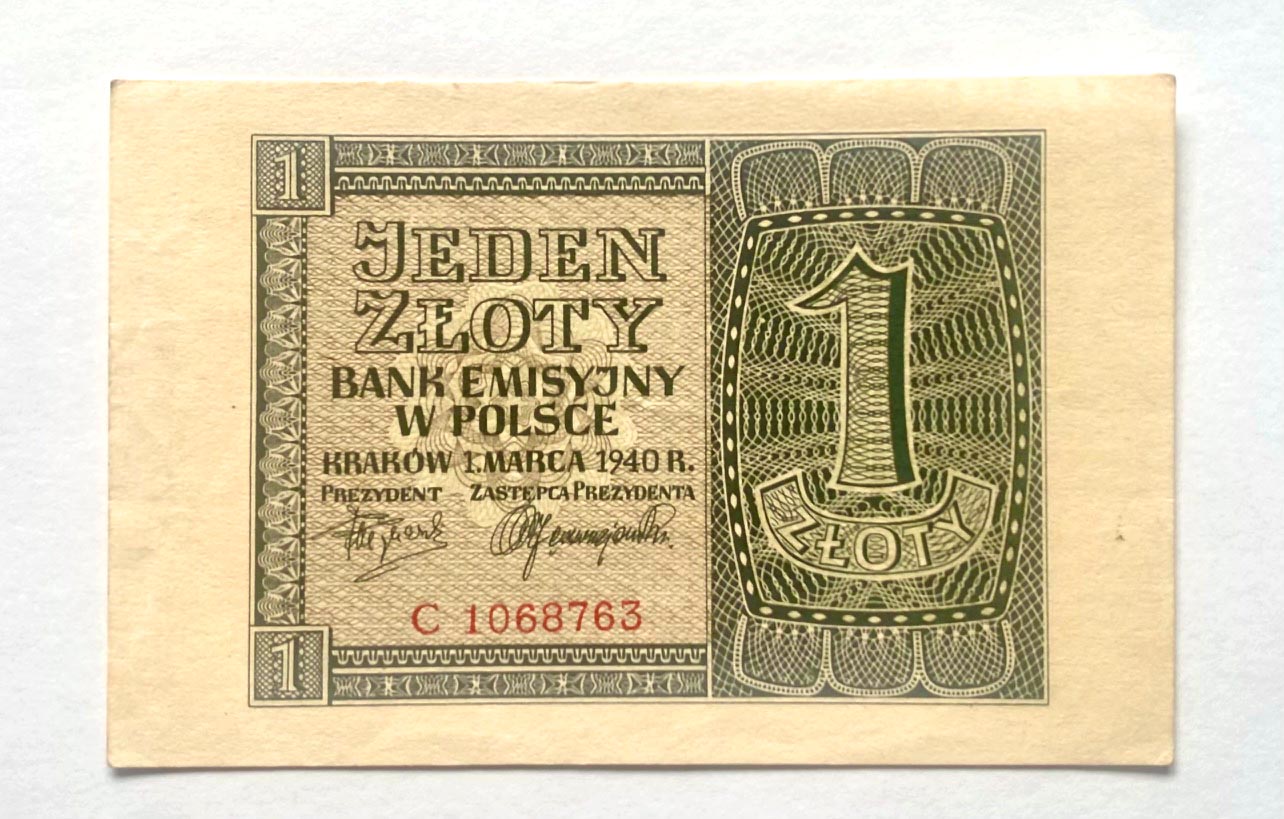 1
JEDEN
ZŁOTY
BANK EMISYJNY
W POLSCE
KRAKÓW 1. MARCA 1940 R.
PREZYDENT – ZASTĘPCA PREZYDENTA
C 1068763
1
1
ZŁOTY